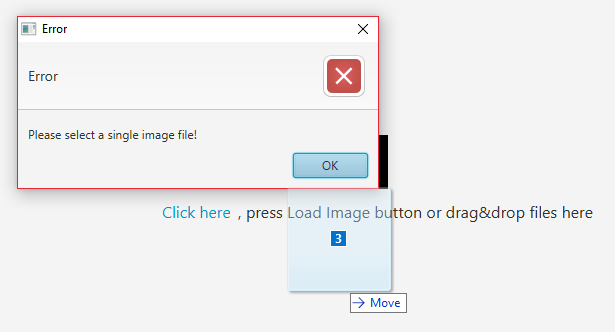 Error
Error
Please select a single image file!
OK
Click here , press Load Image button or drag&drop files here
3
Move